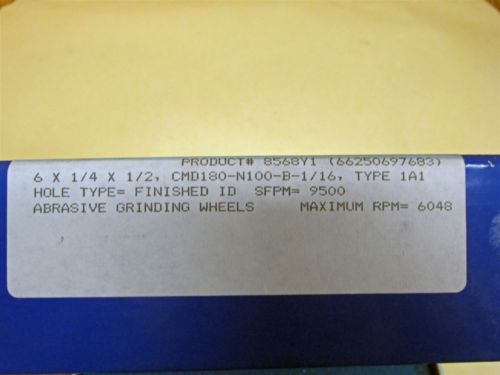 PRODUCT# 8568Y1 (66250697683)
6 X 1/4 X 1/2, CMD180-N100-B-1/16, TYPE 1A1
HOLE TYPE= FINISHED ID SFPM= 9500
ABRASIVE GRINDING WHEELS MAXIMUM RPM= 6048